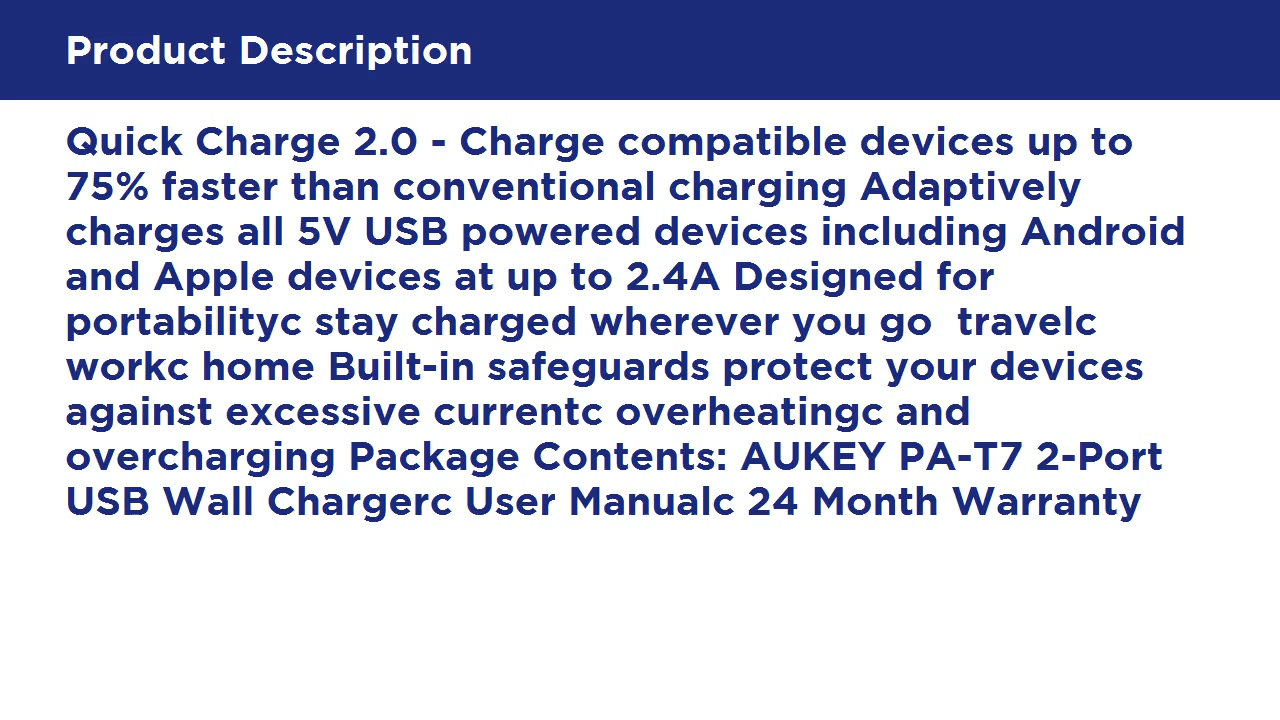 Product Description
Quick Charge 2.0 - Charge compatible devices up to
75% faster than conventional charging Adaptively
charges all 5V USB powered devices including Android
and Apple devices at up to 2.4A Designed for
portabilityc stay charged wherever you go  travelc
workc home Built-in safeguards protect your devices
against excessive currentc overheatingc and
overcharging Package Contents: AUKEY PA-T7 2-Port
USB Wall Chargerc User Manualc 24 Month Warranty